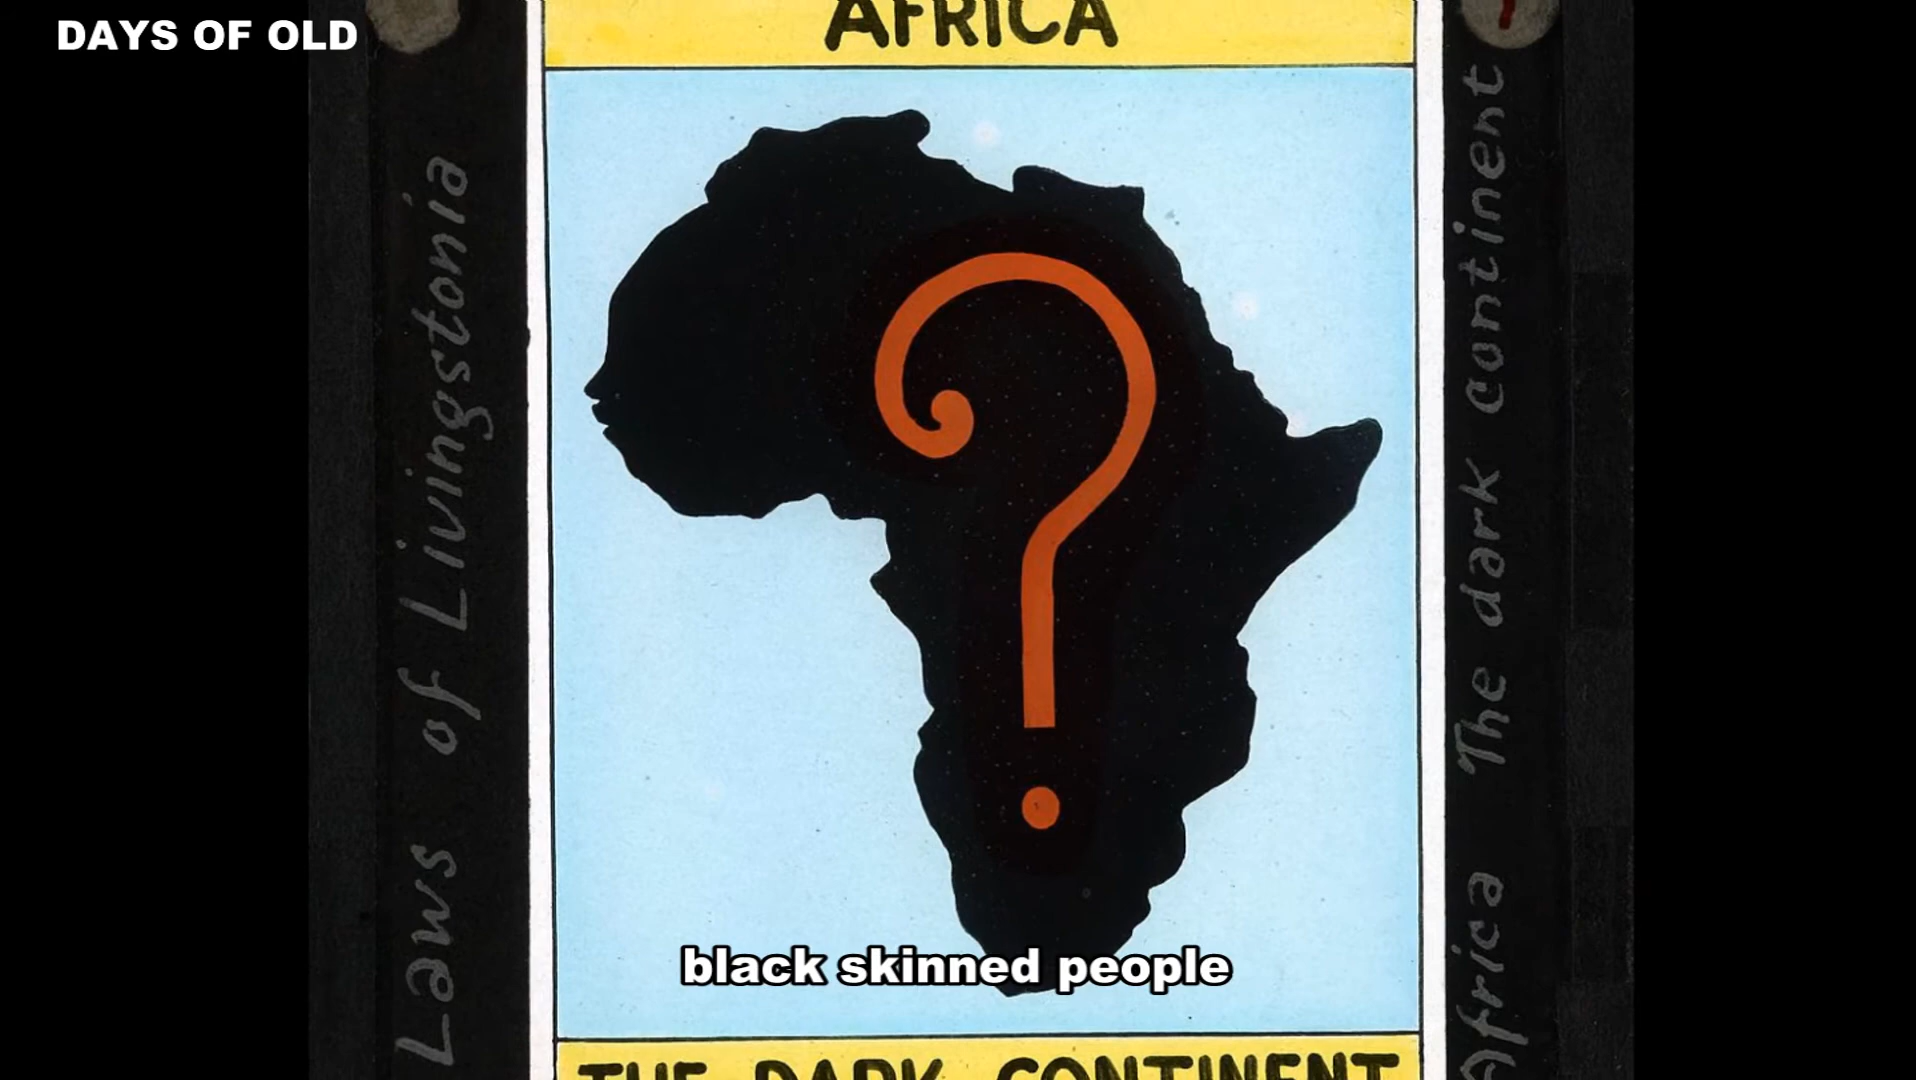 DAYS OF OLD
AFRICA
Laws of Livingstonia
Africa The dark continent
black skinned people
THE DARK CONTINENT